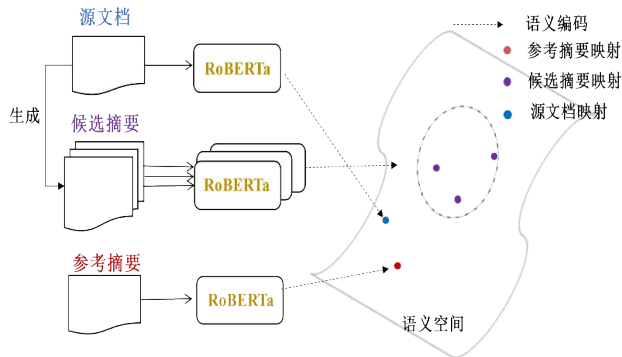 源文档
RoBERTa
生成
候选摘要
RoBERTa
参考摘要
RoBERTa
语义编码
参考摘要映射
候选摘要映射
源文档映射
语义空间